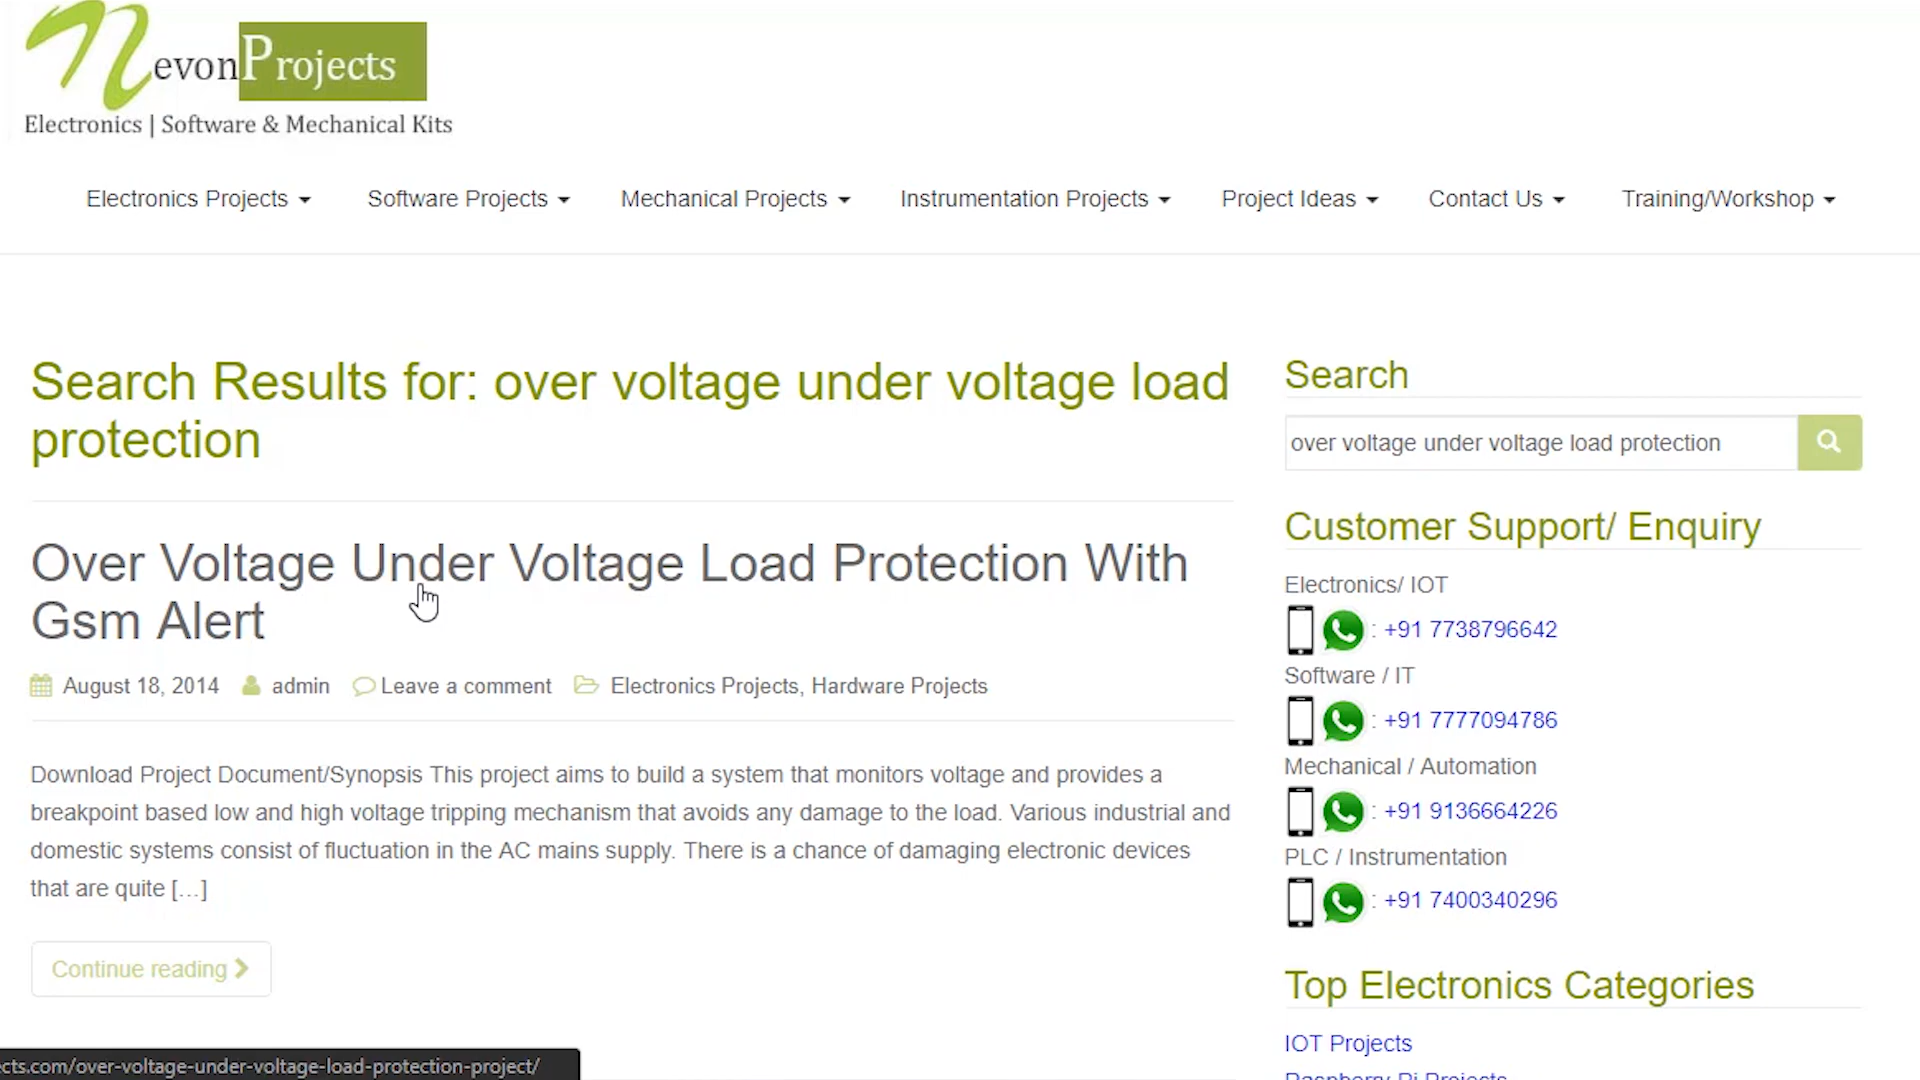 NevonProjects
Electronics | Software & Mechanical Kits
Electronics Projects
Software Projects
Mechanical Projects
Instrumentation Projects
Project Ideas
Contact Us
Training/Workshop
Search Results for: over voltage under voltage load
protection
Over Voltage Under Voltage Load Protection With
Gsm Alert
August 18, 2014 admin Leave a comment Electronics Projects, Hardware Projects
Download Project Document/Synopsis This project aims to build a system that monitors voltage and provides a
breakpoint based low and high voltage tripping mechanism that avoids any damage to the load. Various industrial and
domestic systems consist of fluctuation in the AC mains supply. There is a chance of damaging electronic devices
that are quite […]
Continue reading
Search
over voltage under voltage load protection
Customer Support/ Enquiry
Electronics/ IOT
: +91 7738796642
Software / IT
: +91 7777094786
Mechanical / Automation
: +91 9136664226
PLC / Instrumentation
: +91 7400340296
Top Electronics Categories
IOT Projects
Raspberry Pi Projects
cts.com/over-voltage-under-voltage-load-protection-project/